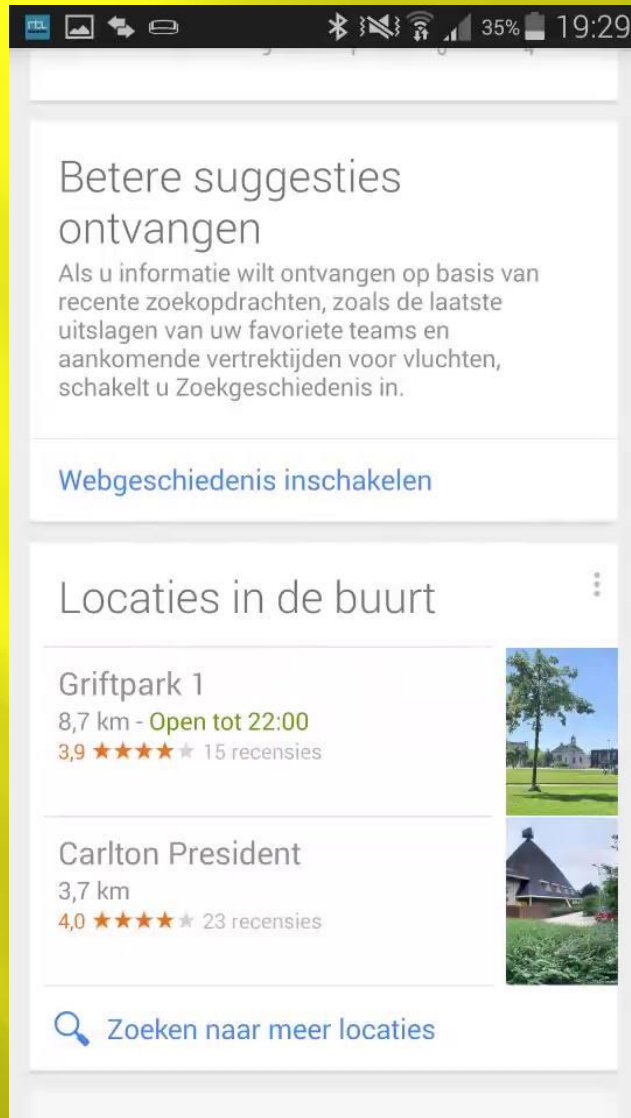 rtl
35% 19:29
Betere suggesties
ontvangen
Als u informatie wilt ontvangen op basis van
recente zoekopdrachten, zoals de laatste
uitslagen van uw favoriete teams en
aankomende vertrektijden voor vluchten,
schakelt u Zoekgeschiedenis in.
Webgeschiedenis inschakelen
Locaties in de buurt
Griftpark 1
8,7 km - Open tot 22:00
3,9 ★★★★★ 15 recensies
Carlton President
3,7 km
4,0 ★★★★★ 23 recensies
Zoeken naar meer locaties